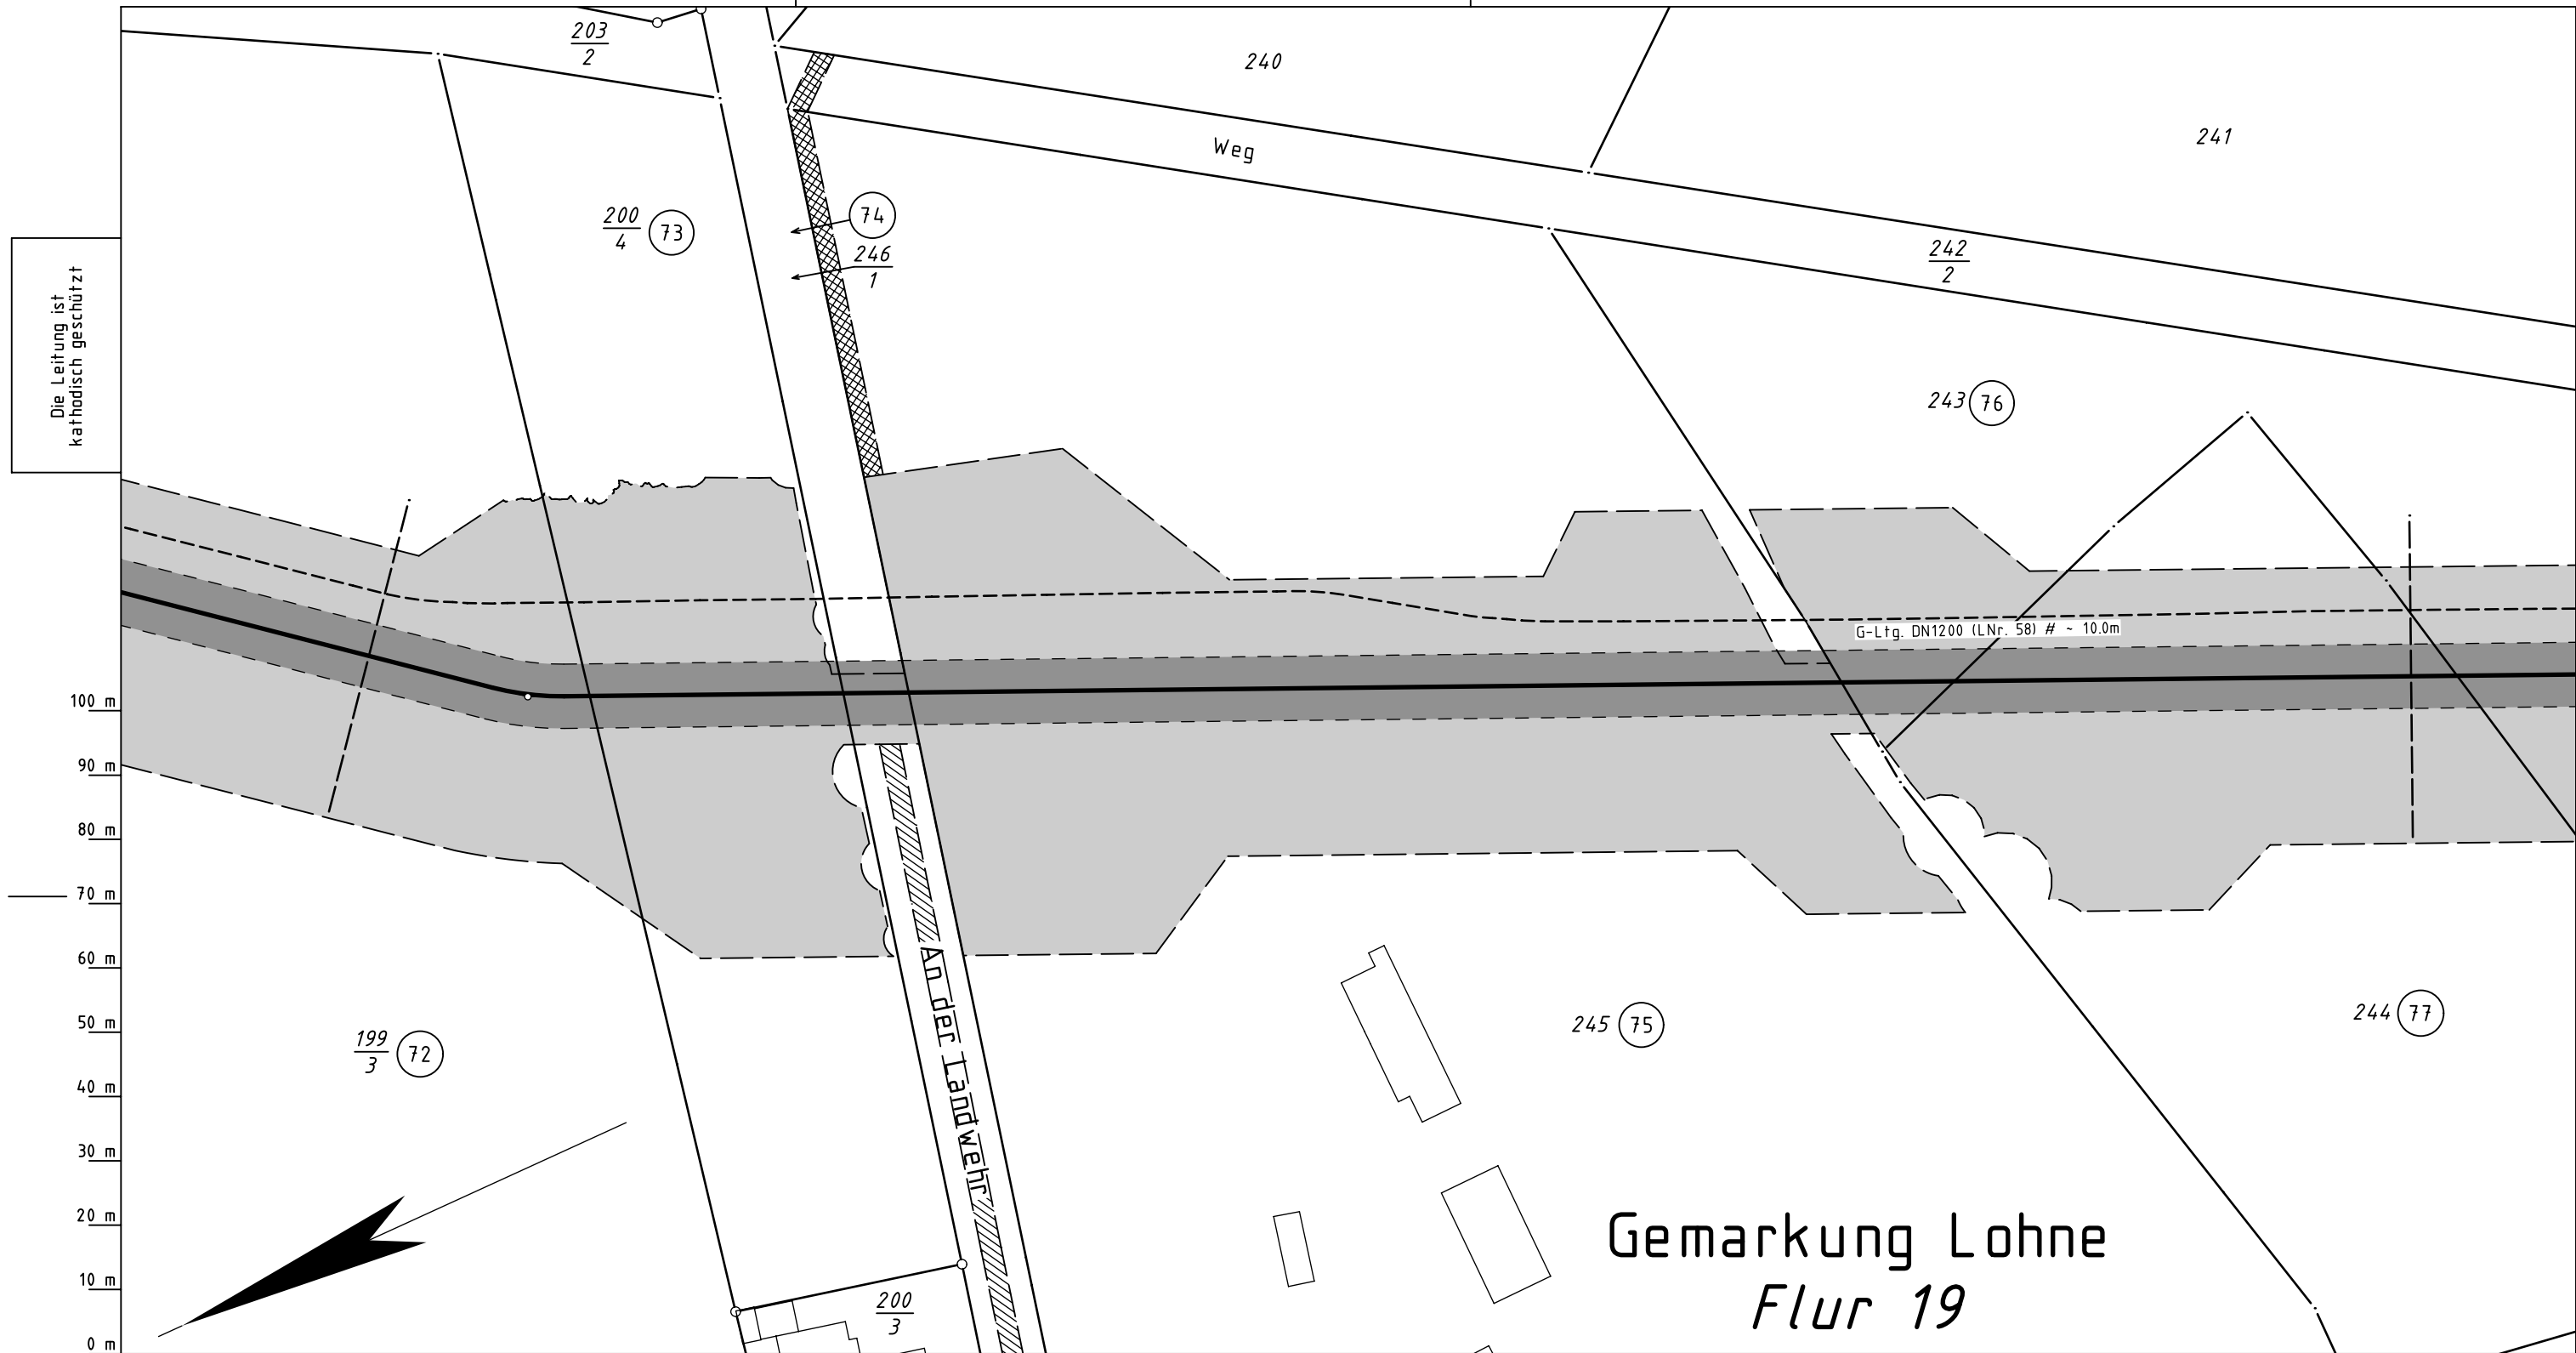 203
2
240
241
Weg
200
4
73
74
246
1
242
2
Die Leitung ist
kathodisch geschützt
243 76
G-Ltg. DN1200 (LNr. 58) # ~ 10.0m
100 m
90 m
80 m
70 m
60 m
50 m
40 m
30 m
20 m
10 m
0 m
An der Landwehr
199
3
72
245 75
244 77
200
3
Gemarkung Lohne
Flur 19